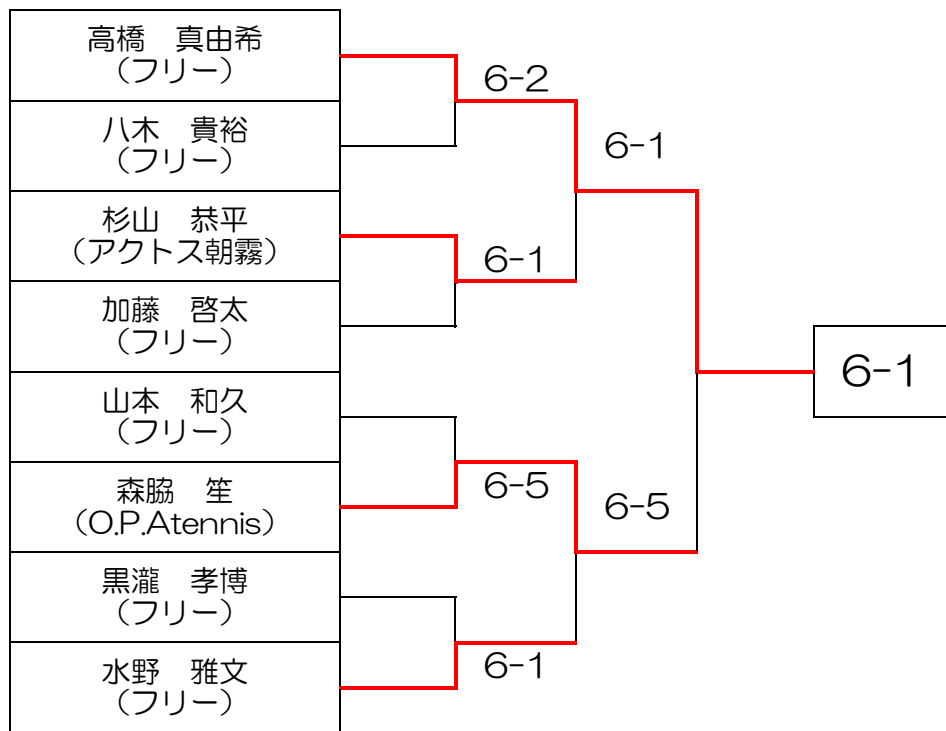 高橋　真由希
（フリー）
八木　貴裕
（フリー）
杉山　恭平
（アクトス朝霧）
加藤　啓太
（フリー）
山本　和久
（フリー）
森脇　笙
（O.P.Atennis）
黒瀧　孝博
（フリー）
水野　雅文
（フリー）
6-2
6-1
6-5
6-1
6-1
6-5
6-1